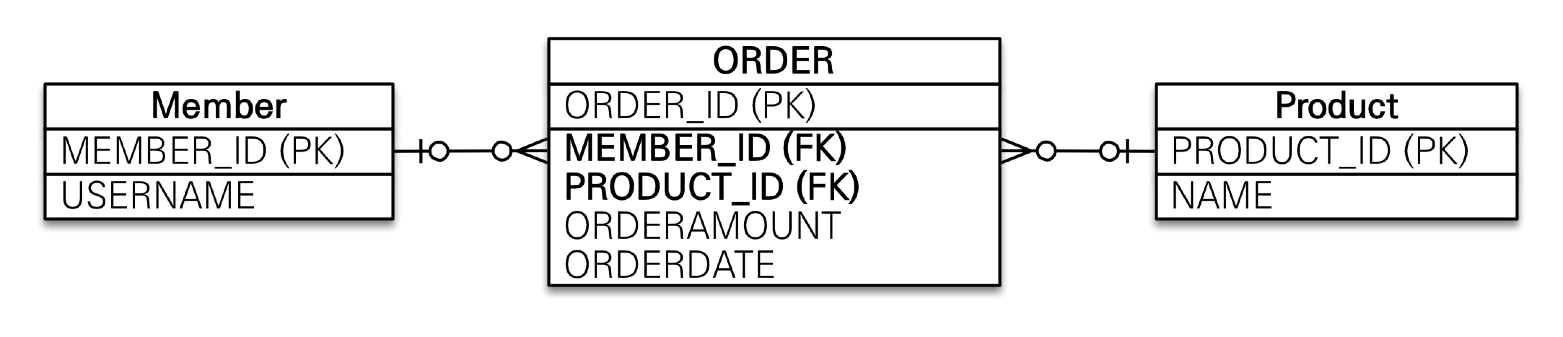 Member
MEMBER_ID (PK)
USERNAME
ORDER
ORDER_ID (PK)
MEMBER_ID (FK)
PRODUCT_ID (FK)
ORDERAMOUNT
ORDERDATE
Product
PRODUCT_ID (PK)
NAME